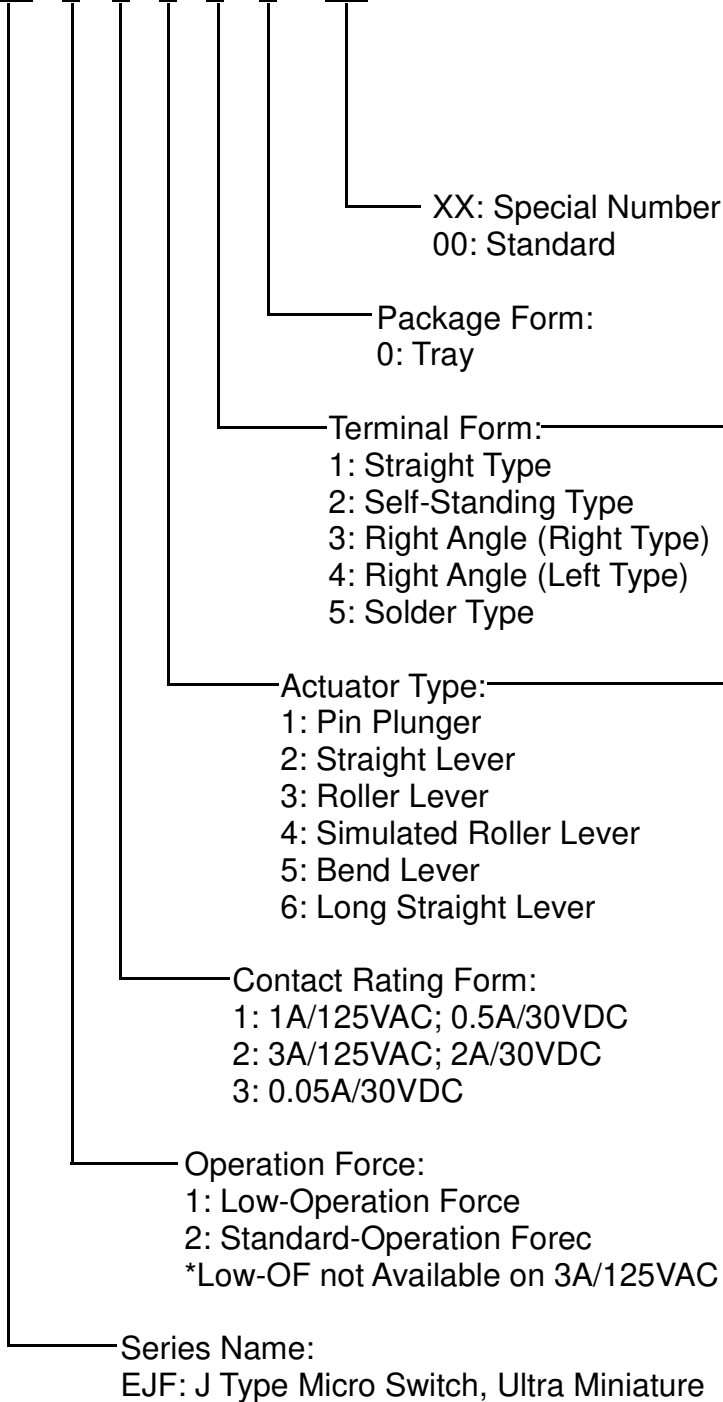 XX: Special Number
00: Standard
Package Form:
0: Tray
Terminal Form:
1: Straight Type
2: Self-Standing Type
3: Right Angle (Right Type)
4: Right Angle (Left Type)
5: Solder Type
Actuator Type:
1: Pin Plunger
2: Straight Lever
3: Roller Lever
4: Simulated Roller Lever
5: Bend Lever
6: Long Straight Lever
Contact Rating Form:
1: 1A/125VAC; 0.5A/30VDC
2: 3A/125VAC; 2A/30VDC
3: 0.05A/30VDC
Operation Force:
1: Low-Operation Force
2: Standard-Operation Forec
*Low-OF not Available on 3A/125VAC
Series Name:
EJF: J Type Micro Switch, Ultra Miniature